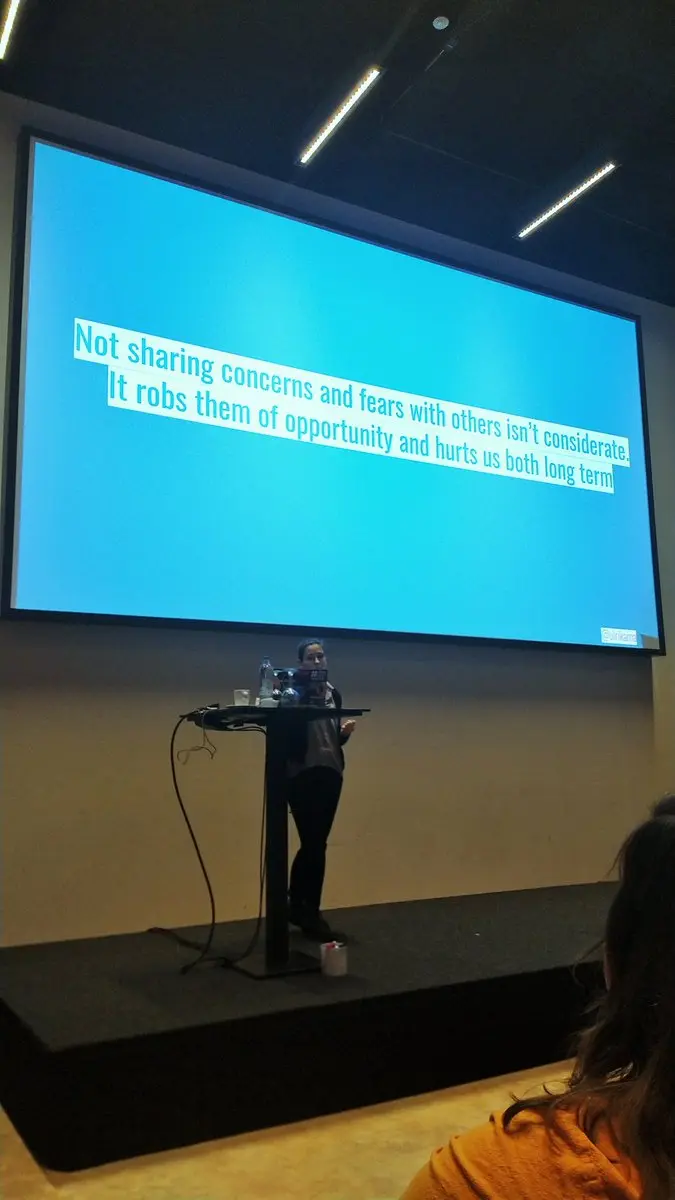 Not sharing concerns and fears with others isn't considerate.
It robs them of opportunity and hurts us both long term